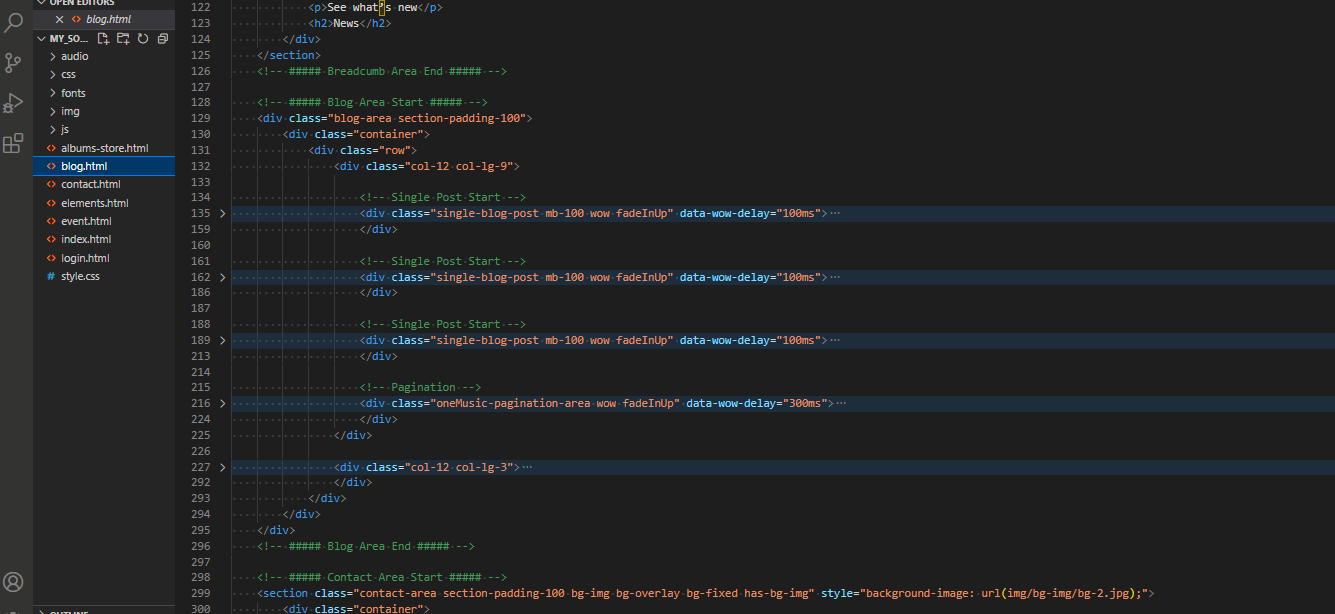 OPEN EDITORS
blog.html
MY_SO...
audio
css
fonts
img
js
albums-store.html
blog.html
contact.html
elements.html
event.html
index.html
login.html
style.css
122 <p>See what’s new</p>
123 <h2>News</h2>
124 </div>
125 </section>
126 <!-- ##### Breadcumb Area End ##### -->
127
128 <!-- ##### Blog Area Start ##### -->
129 <div class="blog-area section-padding-100">
130 <div class="container">
131 <div class="row">
132 <div class="col-12 col-lg-9">
133
134 <!-- Single Post Start -->
135 <div class="single-blog-post mb-100 wow fadeInUp" data-wow-delay="100ms">…
159 </div>
160
161 <!-- Single Post Start -->
162 <div class="single-blog-post mb-100 wow fadeInUp" data-wow-delay="100ms">…
186 </div>
187
188 <!-- Single Post Start -->
189 <div class="single-blog-post mb-100 wow fadeInUp" data-wow-delay="100ms">…
213 </div>
214
215 <!-- Pagination -->
216 <div class="oneMusic-pagination-area wow fadeInUp" data-wow-delay="300ms">…
224 </div>
225 </div>
226
227 <div class="col-12 col-lg-3">…
292 </div>
293 </div>
294 </div>
295 </div>
296 <!-- ##### Blog Area End ##### -->
297
298 <!-- ##### Contact Area Start ##### -->
299 <section class="contact-area section-padding-100 bg-img bg-overlay bg-fixed has-bg-img" style="background-image: url(img/bg-img/bg-2.jpg);">
300 <div class="container">
OUTLINE